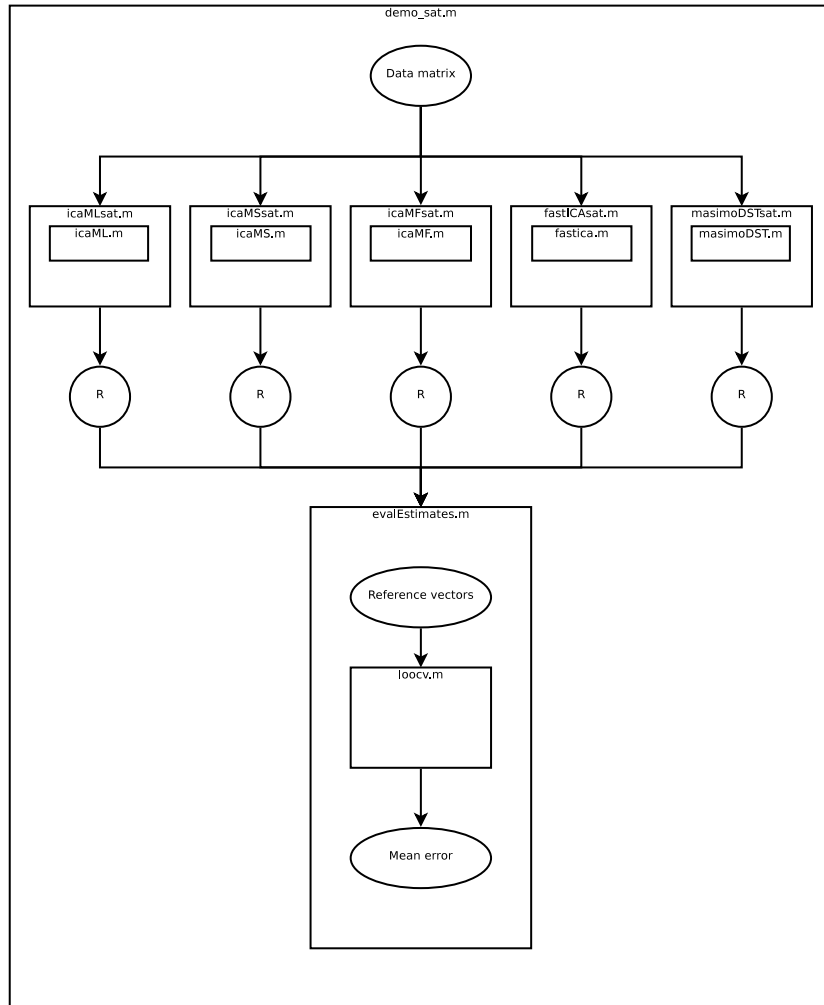 demo_sat.m
Data matrix
icaMLsat.m
icaML.m
icaMSsat.m
icaMS.m
icaMFsat.m
icaMF.m
fastICAsat.m
fastica.m
masimoDSTsat.m
masimoDST.m
R
R
R
R
R
evalEstimates.m
Reference vectors
loocv.m
Mean error